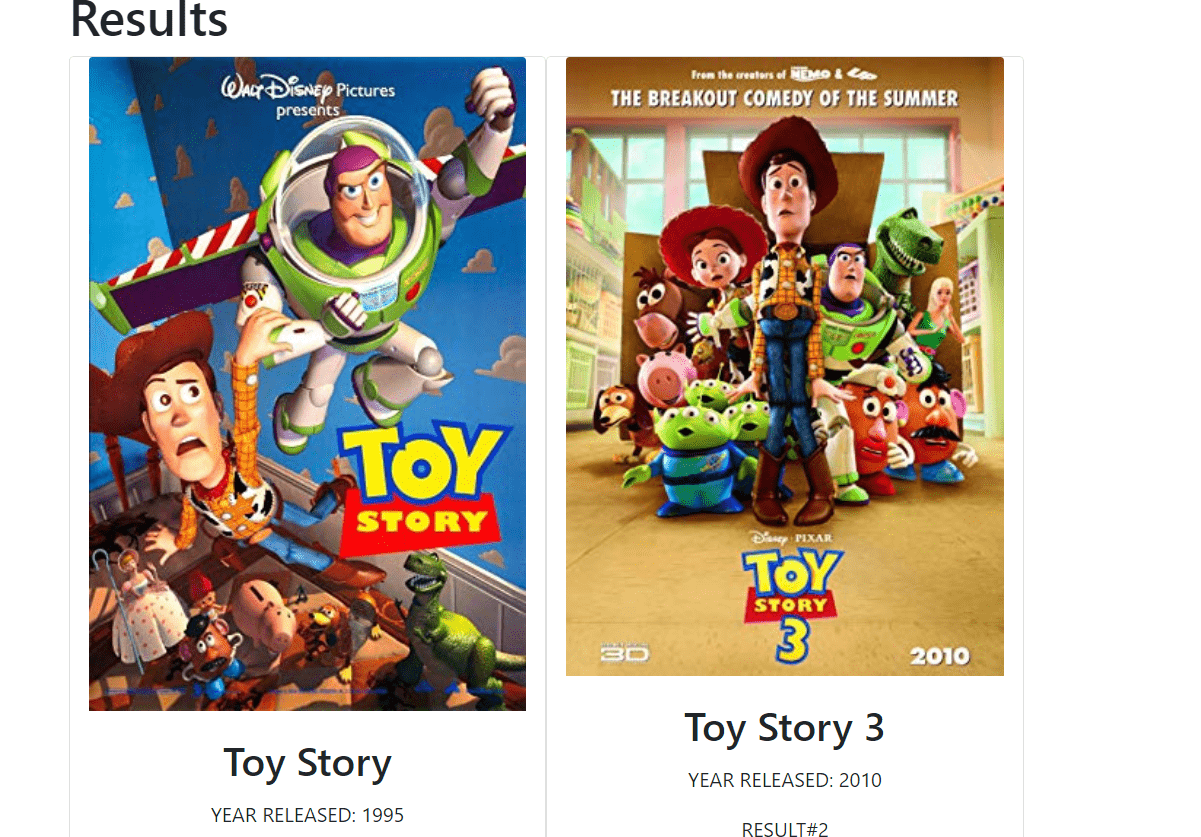 Results
WALT DISNEY Pictures
presents
TOY
STORY
Toy Story
YEAR RELEASED: 1995
From the creators of NEMO &
THE BREAKOUT COMEDY OF THE SUMMER
Disney · PIXAR
TOY
STORY
3
3D
2010
Toy Story 3
YEAR RELEASED: 2010
RESULT#2